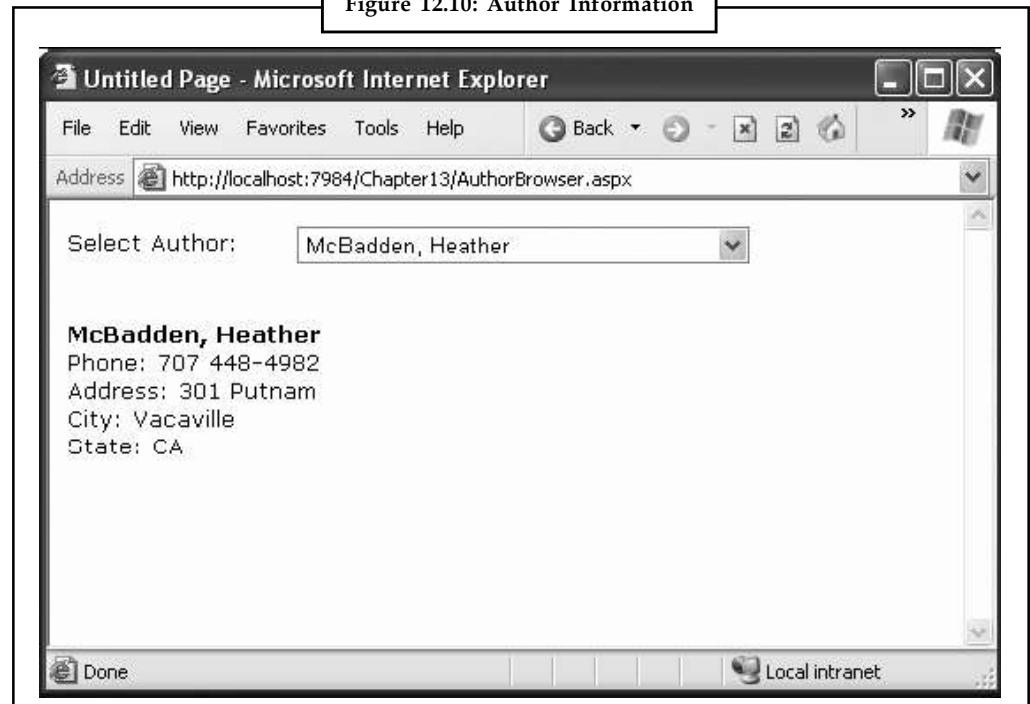 Figure 12.10: Author Information
Untitled Page - Microsoft Internet Explorer
File Edit View Favorites Tools Help Back »
Address http://localhost:7984/Chapter13/AuthorBrowser.aspx
Select Author: McBadden, Heather
McBadden, Heather
Phone: 707 448-4982
Address: 301 Putnam
City: Vacaville
State: CA
Done Local intranet